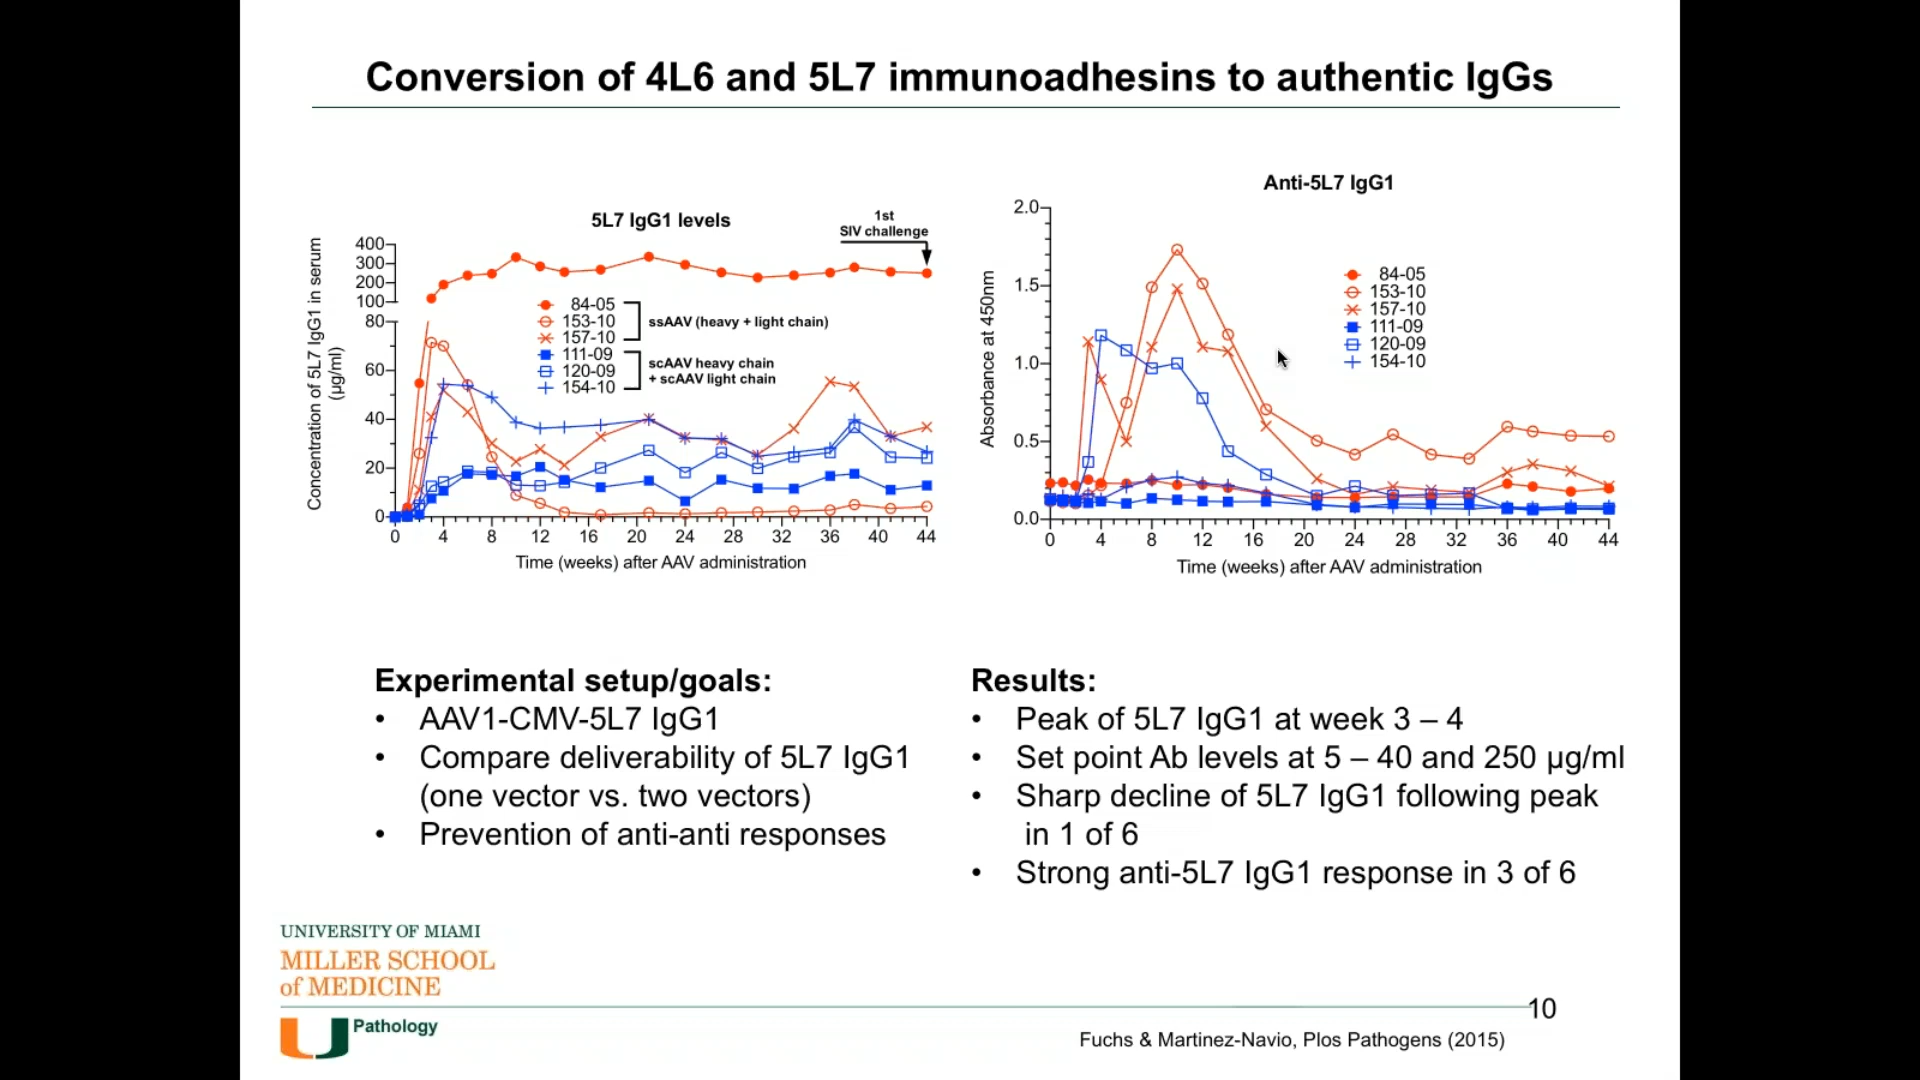 Conversion of 4L6 and 5L7 immunoadhesins to authentic IgGs
5L7 IgG1 levels
1st
SIV challenge
Concentration of 5L7 IgG1 in serum
(µg/ml)
400
300
200
100
80
60
40
20
0
84-05
153-10
157-10
ssAAV (heavy + light chain)
111-09
120-09
154-10
scAAV heavy chain
+ scAAV light chain
0 4 8 12 16 20 24 28 32 36 40 44
Time (weeks) after AAV administration
Anti-5L7 IgG1
Absorbance at 450nm
2.0
1.5
1.0
0.5
0.0
84-05
153-10
157-10
111-09
120-09
154-10
0 4 8 12 16 20 24 28 32 36 40 44
Time (weeks) after AAV administration
Experimental setup/goals:
• AAV1-CMV-5L7 IgG1
• Compare deliverability of 5L7 IgG1
(one vector vs. two vectors)
• Prevention of anti-anti responses
Results:
• Peak of 5L7 IgG1 at week 3 – 4
• Set point Ab levels at 5 – 40 and 250 µg/ml
• Sharp decline of 5L7 IgG1 following peak
in 1 of 6
• Strong anti-5L7 IgG1 response in 3 of 6
UNIVERSITY OF MIAMI
MILLER SCHOOL
of MEDICINE
Pathology
10
Fuchs & Martinez-Navio, Plos Pathogens (2015)